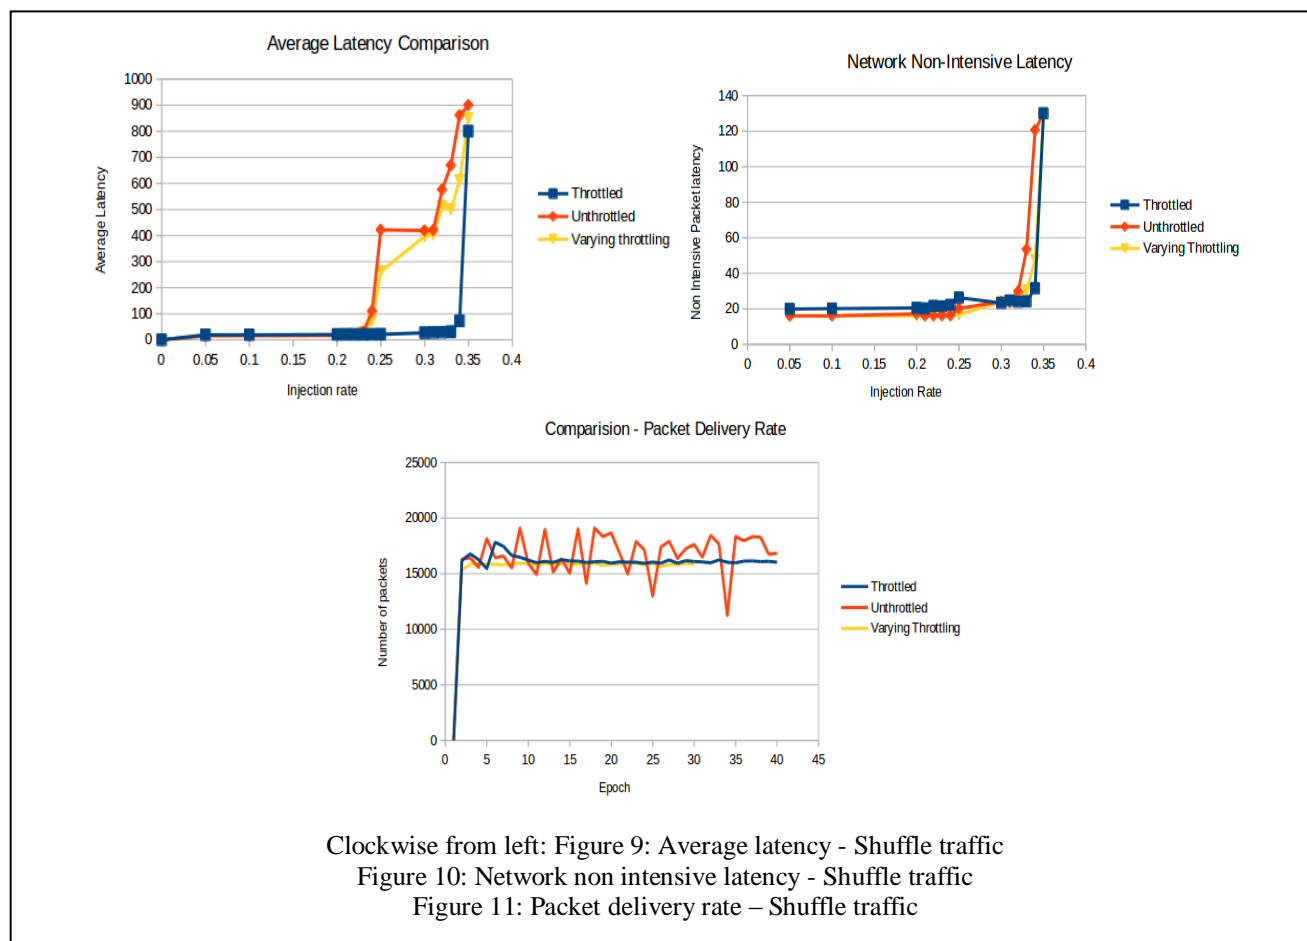 Average Latency Comparison
1000
900
800
700
600
500
400
300
200
100
0
Average Latency
0 0.05 0.1 0.15 0.2 0.25 0.3 0.35 0.4
Injection rate
Throttled
Unthrottled
Varying throttling
Network Non-Intensive Latency
140
120
100
80
60
40
20
0
Non Intensive Packet latency
0 0.05 0.1 0.15 0.2 0.25 0.3 0.35 0.4
Injection Rate
Throttled
Unthrottled
Varying Throttling
Comparision - Packet Delivery Rate
25000
20000
15000
10000
5000
0
Number of packets
0 5 10 15 20 25 30 35 40 45
Epoch
Throttled
Unthrottled
Varying Throttling
Clockwise from left: Figure 9: Average latency - Shuffle traffic
Figure 10: Network non intensive latency - Shuffle traffic
Figure 11: Packet delivery rate – Shuffle traffic